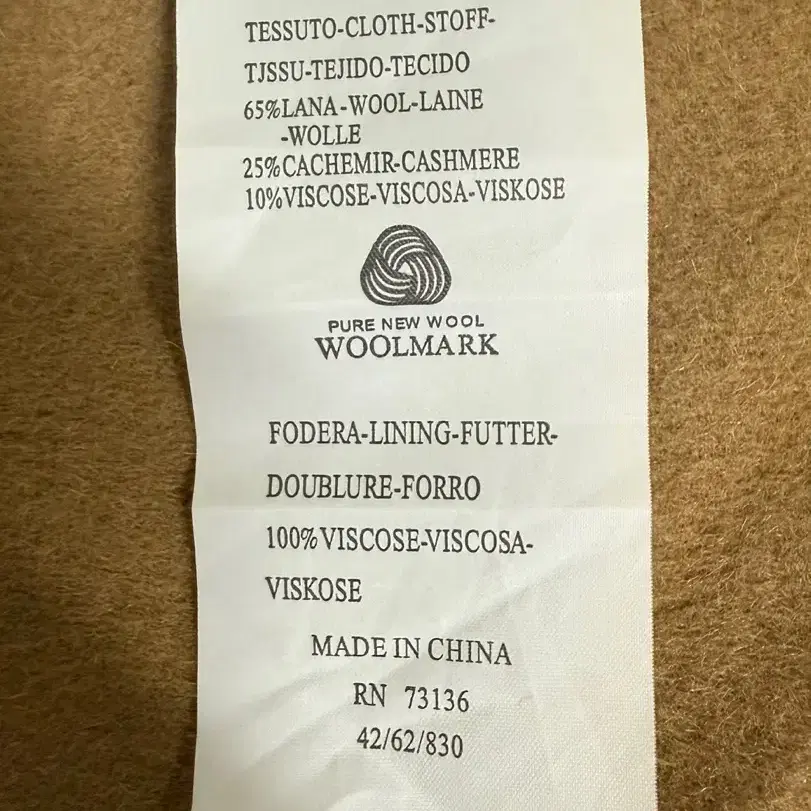 TESSUTO-CLOTH-STOFF-
TJSSU-TEJIDO-TECIDO
65%LANA-WOOL-LAINE
-WOLLE
25%CACHEMIR-CASHMERE
10%VISCOSE-VISCOSA-VISKOSE
PURE NEW WOOL
WOOLMARK
FODERA-LINING-FUTTER-
DOUBLURE-FORRO
100%VISCOSE-VISCOSA-
VISKOSE
MADE IN CHINA
RN 73136
42/62/830